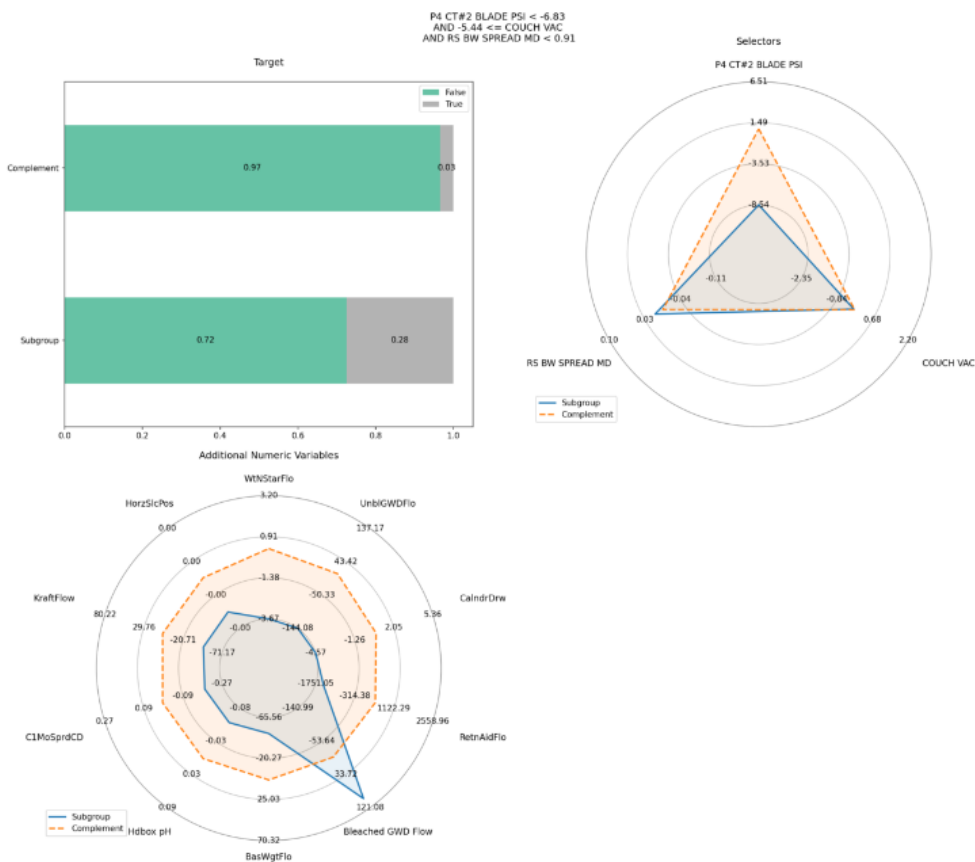 P4 CT#2 BLADE PSI < -6.83
AND -5.44 <= COUCH VAC
AND RS BW SPREAD MD < 0.91
Target
False
True
Complement
0.97
0.03
Subgroup
0.72
0.28
0.0
0.2
0.4
0.6
0.8
1.0
Selectors
P4 CT#2 BLADE PSI
6.51
1.49
-3.53
-8.54
-0.11
-2.35
-0.04
-0.84
0.03
0.68
0.10
2.20
RS BW SPREAD MD
COUCH VAC
Subgroup
Complement
Additional Numeric Variables
WtNStarFlo
3.20
HorzSlcPos
UnblGWDFlo
0.00
137.17
0.91
0.00
43.42
-1.38
-0.00
-50.33
KraftFlow
CalndrDrw
80.22
5.36
-3.67
29.76
-0.00
-144.08
2.05
-20.71
-1.26
-71.17
-4.57
-0.27
-1751.05
-0.09
-314.38
0.09
-0.08
-140.99
1122.29
0.27
-65.56
2558.96
C1MoSprdCD
RetnAidFlo
-0.03
-53.64
-20.27
0.03
33.72
25.03
0.09
121.08
Subgroup
Complement
Hdbox pH
Bleached GWD Flow
70.32
BasWgtFlo